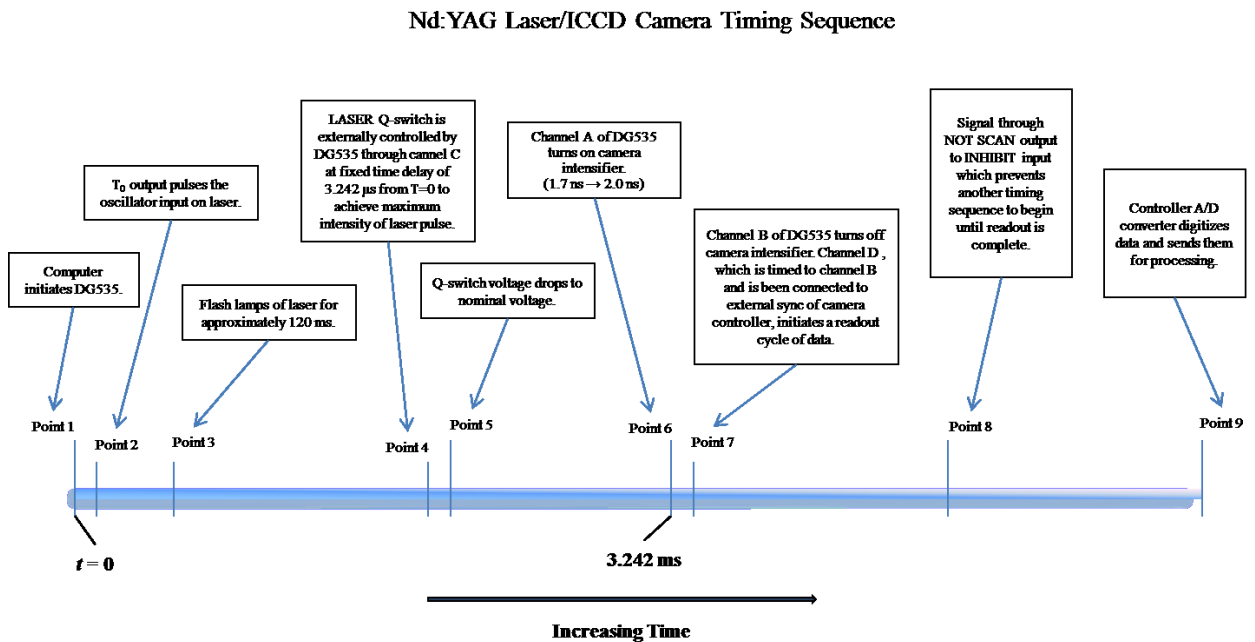 Nd:YAG Laser/ICCD Camera Timing Sequence
Computer
initiates DG535.
T0 output pulses the
oscillator input on laser.
Flash lamps of laser for
approximately 120 ms.
LASER Q-switch is
externally controlled by
DG535 through cannel C
at fixed time delay of
3.242 μs from T=0 to
achieve maximum
intensity of laser pulse.
Q-switch voltage drops to
nominal voltage.
Channel A of DG535
turns on camera
intensifier.
(1.7 ns → 2.0 ns)
Channel B of DG535 turns off
camera intensifier. Channel D ,
which is timed to channel B
and is been connected to
external sync of camera
controller, initiates a readout
cycle of data.
Signal through
NOT SCAN output
to INHIBIT input
which prevents
another timing
sequence to begin
until readout is
complete.
Controller A/D
converter digitizes
data and sends them
for processing.
Point 1
Point 2
Point 3
Point 4
Point 5
Point 6
Point 7
Point 8
Point 9
t = 0
3.242 ms
Increasing Time